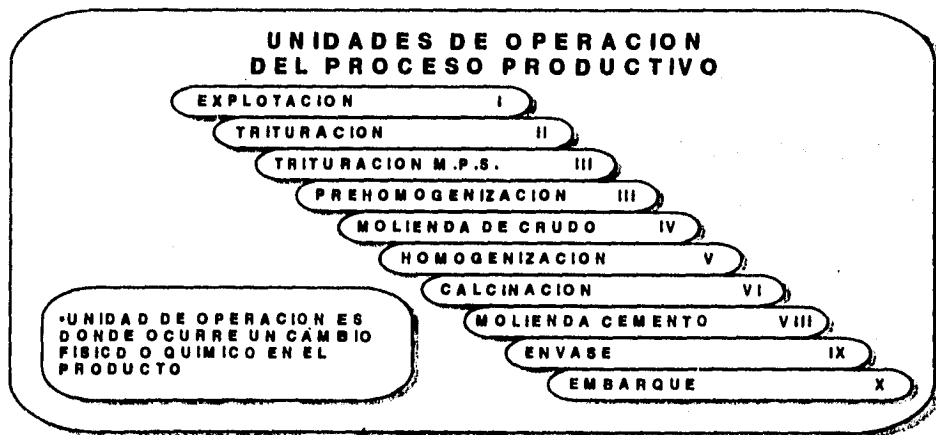 UNIDADES DE OPERACION
DEL PROCESO PRODUCTIVO
EXPLOTACION I
TRITURACION II
TRITURACION M.P.S. III
PREHOMOGENIZACION III
MOLIENDA DE CRUDO IV
HOMOGENIZACION V
CALCINACION VI
MOLIENDA CEMENTO VIII
ENVASE IX
EMBARQUE X
•UNIDAD DE OPERACION ES
DONDE OCURRE UN CAMBIO
FISICO O QUIMICO EN EL
PRODUCTO